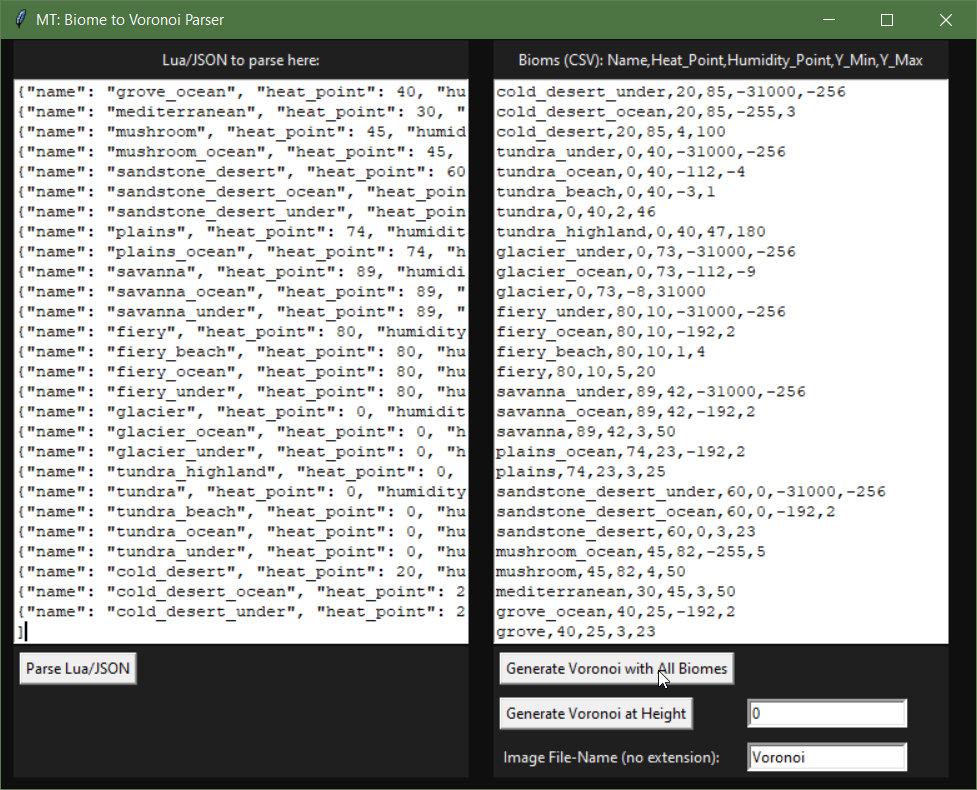 MT: Biome to Voronoi Parser
Lua/JSON to parse here:
{"name": "grove_ocean", "heat_point": 40, "hu
{"name": "mediterranean", "heat_point": 30, "
{"name": "mushroom", "heat_point": 45, "humid
{"name": "mushroom_ocean", "heat_point": 45,
{"name": "sandstone_desert", "heat_point": 60
{"name": "sandstone_desert_ocean", "heat_poin
{"name": "sandstone_desert_under", "heat_poin
{"name": "plains", "heat_point": 74, "humidit
{"name": "plains_ocean", "heat_point": 74, "h
{"name": "savanna", "heat_point": 89, "humidi
{"name": "savanna_ocean", "heat_point": 89, "
{"name": "savanna_under", "heat_point": 89, "
{"name": "fiery", "heat_point": 80, "humidity
{"name": "fiery_beach", "heat_point": 80, "hu
{"name": "fiery_ocean", "heat_point": 80, "hu
{"name": "fiery_under", "heat_point": 80, "hu
{"name": "glacier", "heat_point": 0, "humidit
{"name": "glacier_ocean", "heat_point": 0, "h
{"name": "glacier_under", "heat_point": 0, "h
{"name": "tundra_highland", "heat_point": 0,
{"name": "tundra", "heat_point": 0, "humidity
{"name": "tundra_beach", "heat_point": 0, "hu
{"name": "tundra_ocean", "heat_point": 0, "hu
{"name": "tundra_under", "heat_point": 0, "hu
{"name": "cold_desert", "heat_point": 20, "hu
{"name": "cold_desert_ocean", "heat_point": 2
{"name": "cold_desert_under", "heat_point": 2
]
Parse Lua/JSON
Bioms (CSV): Name,Heat_Point,Humidity_Point,Y_Min,Y_Max
cold_desert_under,20,85,-31000,-256
cold_desert_ocean,20,85,-255,3
cold_desert,20,85,4,100
tundra_under,0,40,-31000,-256
tundra_ocean,0,40,-112,-4
tundra_beach,0,40,-3,1
tundra,0,40,2,46
tundra_highland,0,40,47,180
glacier_under,0,73,-31000,-256
glacier_ocean,0,73,-112,-9
glacier,0,73,-8,31000
fiery_under,80,10,-31000,-256
fiery_ocean,80,10,-192,2
fiery_beach,80,10,1,4
fiery,80,10,5,20
savanna_under,89,42,-31000,-256
savanna_ocean,89,42,-192,2
savanna,89,42,3,50
plains_ocean,74,23,-192,2
plains,74,23,3,25
sandstone_desert_under,60,0,-31000,-256
sandstone_desert_ocean,60,0,-192,2
sandstone_desert,60,0,3,23
mushroom_ocean,45,82,-255,5
mushroom,45,82,4,50
mediterranean,30,45,3,50
grove_ocean,40,25,-192,2
grove,40,25,3,23
Generate Voronoi with All Biomes
Generate Voronoi at Height 0
Image File-Name (no extension): Voronoi